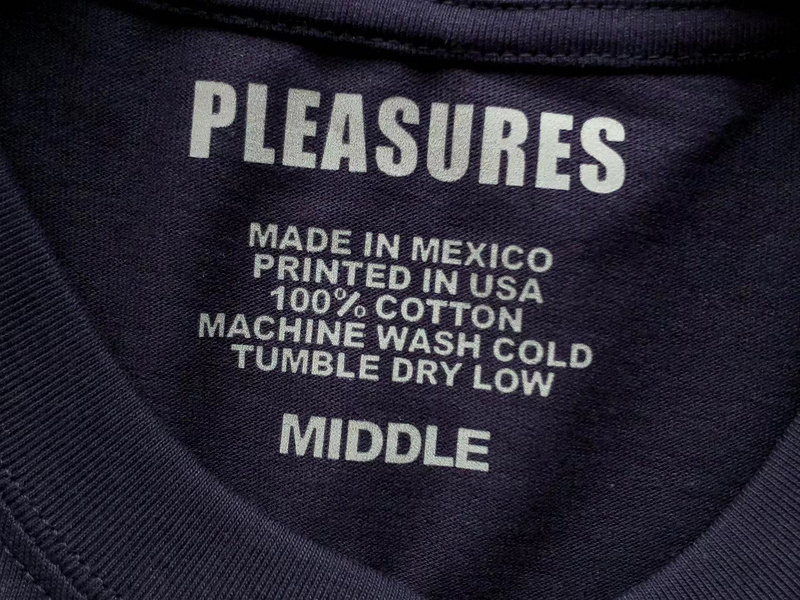 PLEASURES
MADE IN MEXICO
PRINTED IN USA
100% COTTON
MACHINE WASH COLD
TUMBLE DRY LOW
MIDDLE